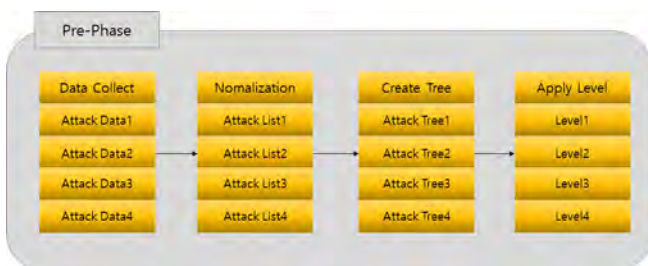 Pre-Phase
Data Collect
Attack Data1
Attack Data2
Attack Data3
Attack Data4
Nomalization
Attack List1
Attack List2
Attack List3
Attack List4
Create Tree
Attack Tree1
Attack Tree2
Attack Tree3
Attack Tree4
Apply Level
Level1
Level2
Level3
Level4